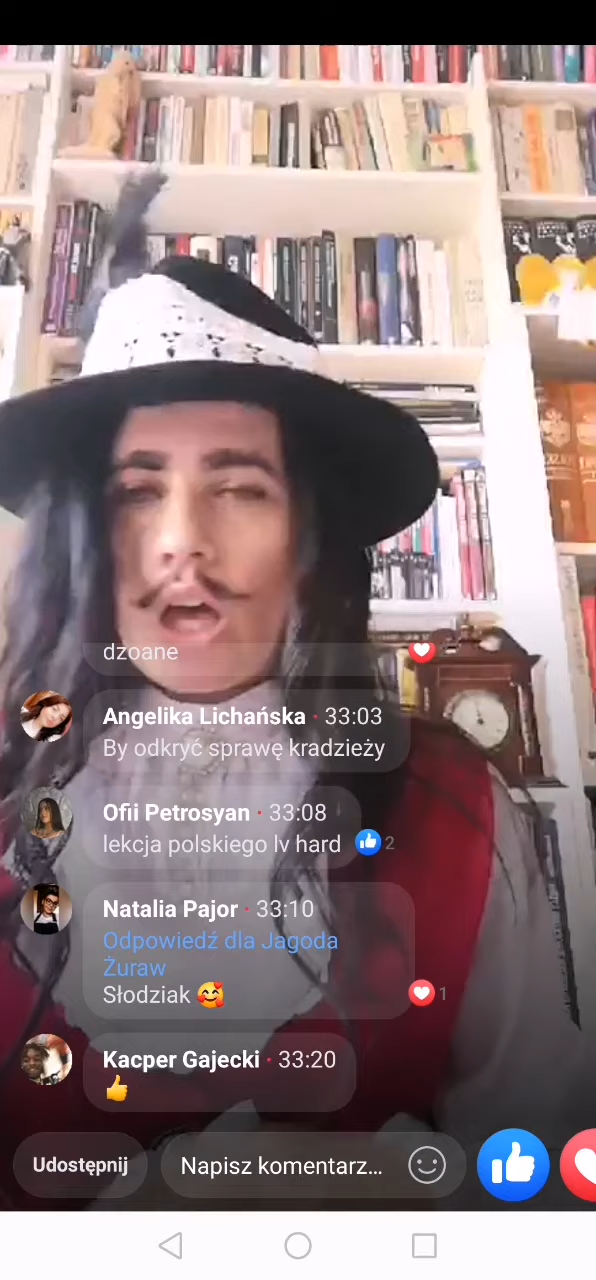 dzoane
Angelika Lichańska · 33:03
By odkryć sprawę kradzieży
Ofii Petrosyan · 33:08
lekcja polskiego lv hard 2
Natalia Pajor · 33:10
Odpowiedź dla Jagoda
Żuraw
Słodziak 🥰 1
Kacper Gajecki · 33:20
👍
Udostępnij
Napisz komentarz...